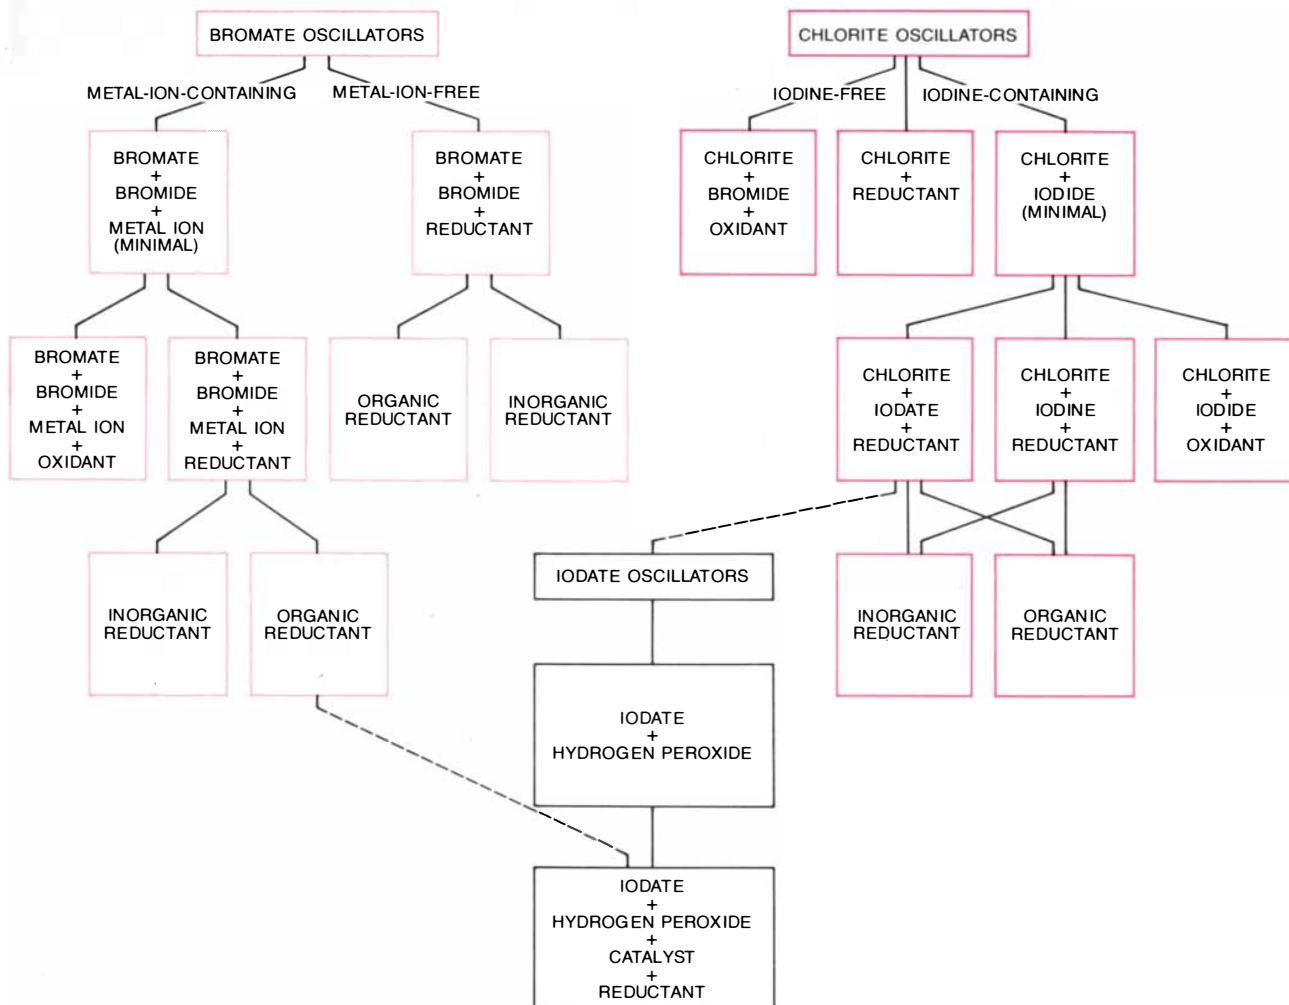 BROMATE OSCILLATORS
CHLORITE OSCILLATORS
METAL-ION-CONTAINING
METAL-ION-FREE
IODINE-FREE
IODINE-CONTAINING
BROMATE
+
BROMIDE
+
METAL ION
(MINIMAL)
BROMATE
+
BROMIDE
+
REDUCTANT
CHLORITE
+
BROMIDE
+
OXIDANT
CHLORITE
+
REDUCTANT
CHLORITE
+
IODIDE
(MINIMAL)
BROMATE
+
BROMIDE
+
METAL ION
+
OXIDANT
BROMATE
+
BROMIDE
+
METAL ION
+
REDUCTANT
ORGANIC
REDUCTANT
INORGANIC
REDUCTANT
CHLORITE
+
IODATE
+
REDUCTANT
CHLORITE
+
IODINE
+
REDUCTANT
CHLORITE
+
IODIDE
+
OXIDANT
INORGANIC
REDUCTANT
ORGANIC
REDUCTANT
IODATE OSCILLATORS
INORGANIC
REDUCTANT
ORGANIC
REDUCTANT
IODATE
+
HYDROGEN PEROXIDE
IODATE
+
HYDROGEN PEROXIDE
+
CATALYST
+
REDUCTANT